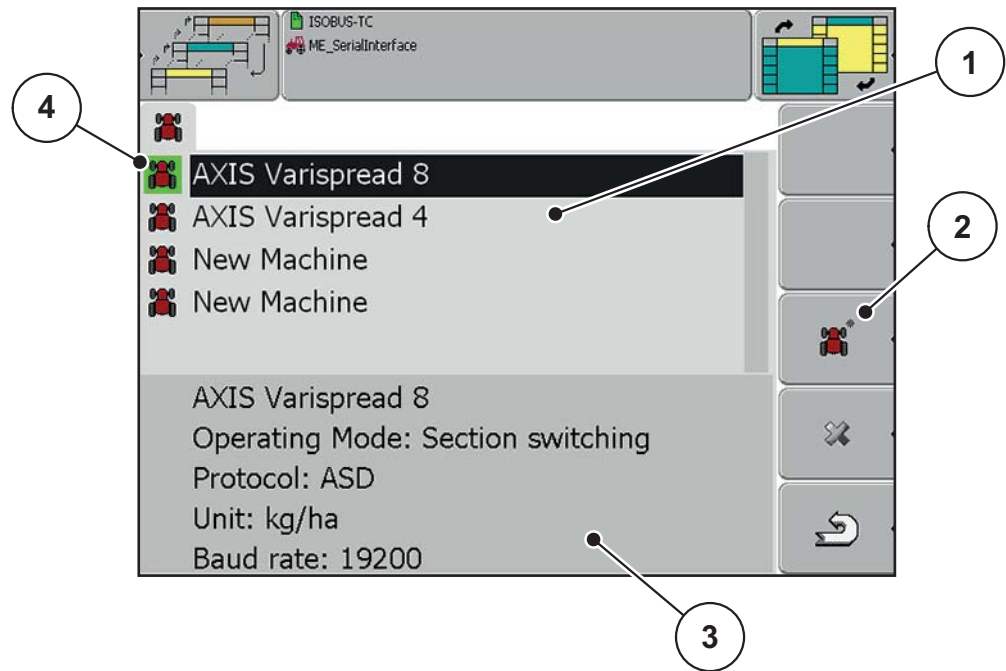 ISOBUS-TC
ME_SerialInterface
1
4
AXIS Varispread 8
AXIS Varispread 4
2
New Machine
New Machine
AXIS Varispread 8
Operating Mode: Section switching
Protocol: ASD
Unit: kg/ha
Baud rate: 19200
3